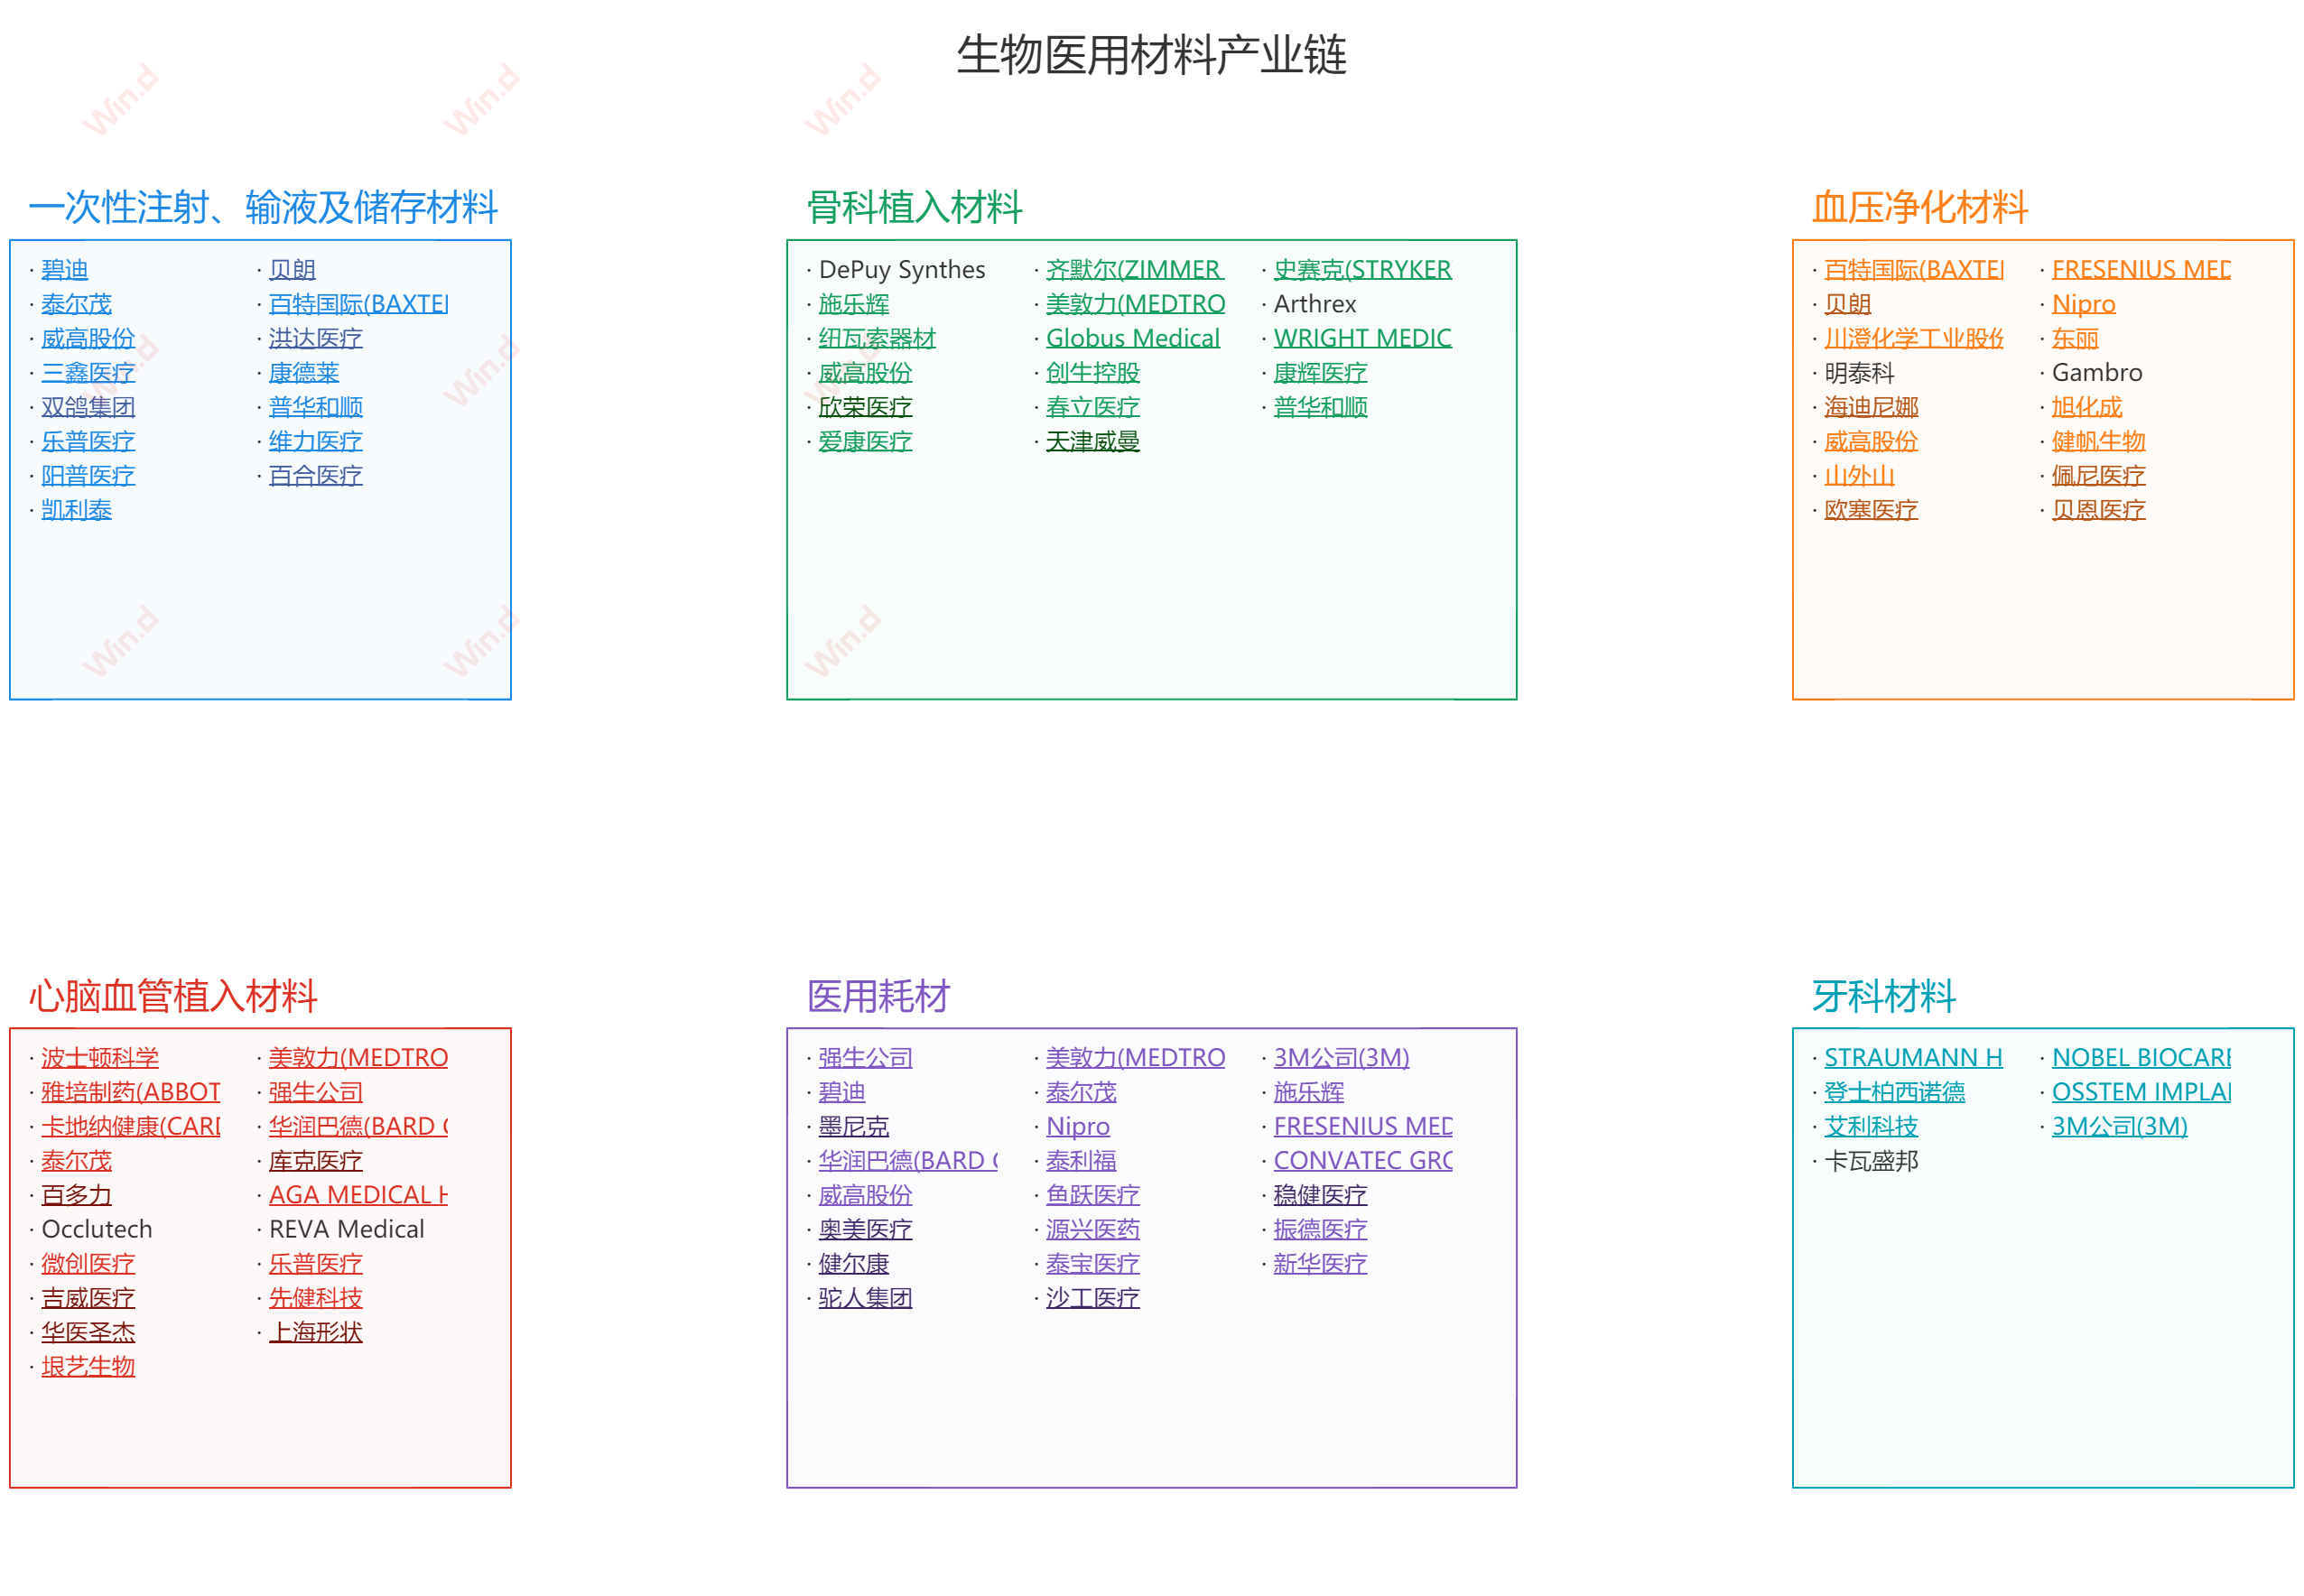 生物医用材料产业链
一次性注射、输液及储存材料
· 碧迪 · 贝朗
· 泰尔茂 · 百特国际(BAXTE
· 威高股份 · 洪达医疗
· 三鑫医疗 · 康德莱
· 双鸽集团 · 普华和顺
· 乐普医疗 · 维力医疗
· 阳普医疗 · 百合医疗
· 凯利泰
骨科植入材料
· DePuy Synthes · 齐默尔(ZIMMER · 史赛克(STRYKER
· 施乐辉 · 美敦力(MEDTRO · Arthrex
· 纽瓦索器材 · Globus Medical · WRIGHT MEDIC
· 威高股份 · 创生控股 · 康辉医疗
· 欣荣医疗 · 春立医疗 · 普华和顺
· 爱康医疗 · 天津威曼
血压净化材料
· 百特国际(BAXTE · FRESENIUS MED
· 贝朗 · Nipro
· 川澄化学工业股份 · 东丽
· 明泰科 · Gambro
· 海迪尼娜 · 旭化成
· 威高股份 · 健帆生物
· 山外山 · 佩尼医疗
· 欧塞医疗 · 贝恩医疗
心脑血管植入材料
· 波士顿科学 · 美敦力(MEDTRO
· 雅培制药(ABBOT · 强生公司
· 卡地纳健康(CARD · 华润巴德(BARD
· 泰尔茂 · 库克医疗
· 百多力 · AGA MEDICAL H
· Occlutech · REVA Medical
· 微创医疗 · 乐普医疗
· 吉威医疗 · 先健科技
· 华医圣杰 · 上海形状
· 垠艺生物
医用耗材
· 强生公司 · 美敦力(MEDTRO · 3M公司(3M)
· 碧迪 · 泰尔茂 · 施乐辉
· 墨尼克 · Nipro · FRESENIUS MED
· 华润巴德(BARD · 泰利福 · CONVATEC GRO
· 威高股份 · 鱼跃医疗 · 稳健医疗
· 奥美医疗 · 源兴医药 · 振德医疗
· 健尔康 · 泰宝医疗 · 新华医疗
· 驼人集团 · 沙工医疗
牙科材料
· STRAUMANN H · NOBEL BIOCARE
· 登士柏西诺德 · OSSTEM IMPLA
· 艾利科技 · 3M公司(3M)
· 卡瓦盛邦
Win.d
Win.d
Win.d
Win.d
Win.d
Win.d
Win.d
Win.d
Win.d